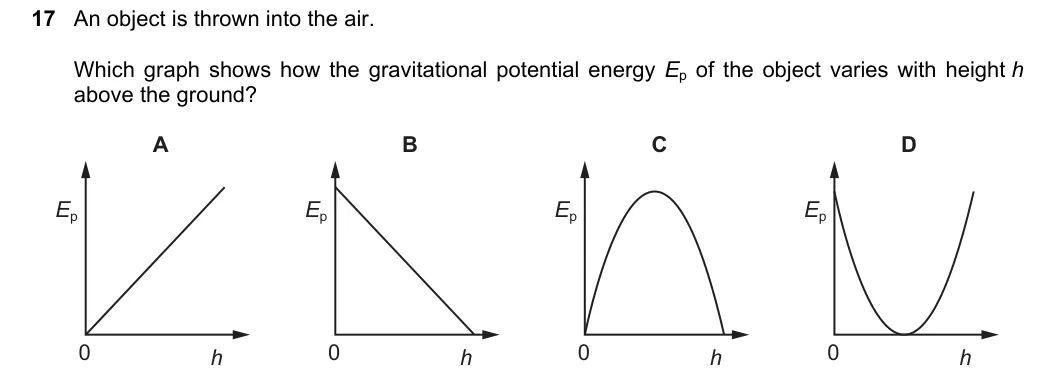 17 An object is thrown into the air.
Which graph shows how the gravitational potential energy Ep of the object varies with height h
above the ground?
A B C D
Ep Ep Ep Ep
0 h 0 h 0 h 0 h